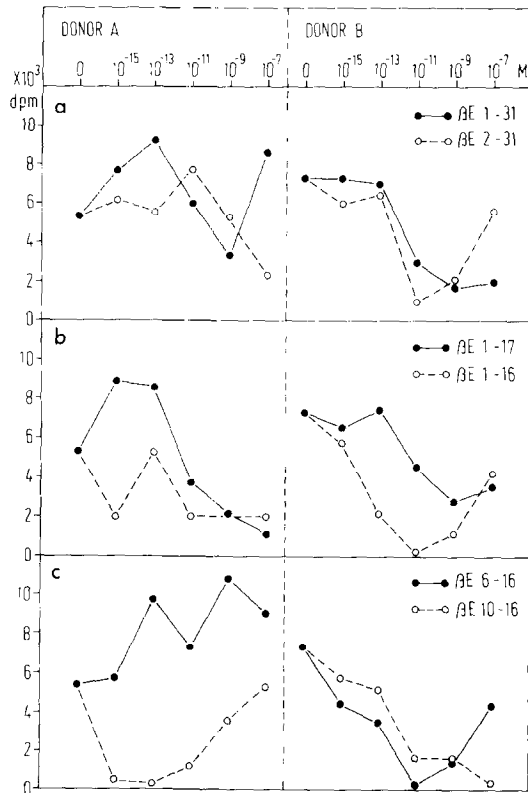 DONOR A DONOR B
X10³ 0 10⁻¹⁵ 10⁻¹³ 10⁻¹¹ 10⁻⁹ 10⁻⁷ 0 10⁻¹⁵ 10⁻¹³ 10⁻¹¹ 10⁻⁹ 10⁻⁷ M
dpm
a
10
8
6
4
2
0
βE 1-31
βE 2-31
b
10
8
6
4
2
0
βE 1-17
βE 1-16
c
10
8
6
4
2
0
βE 6-16
βE 10-16